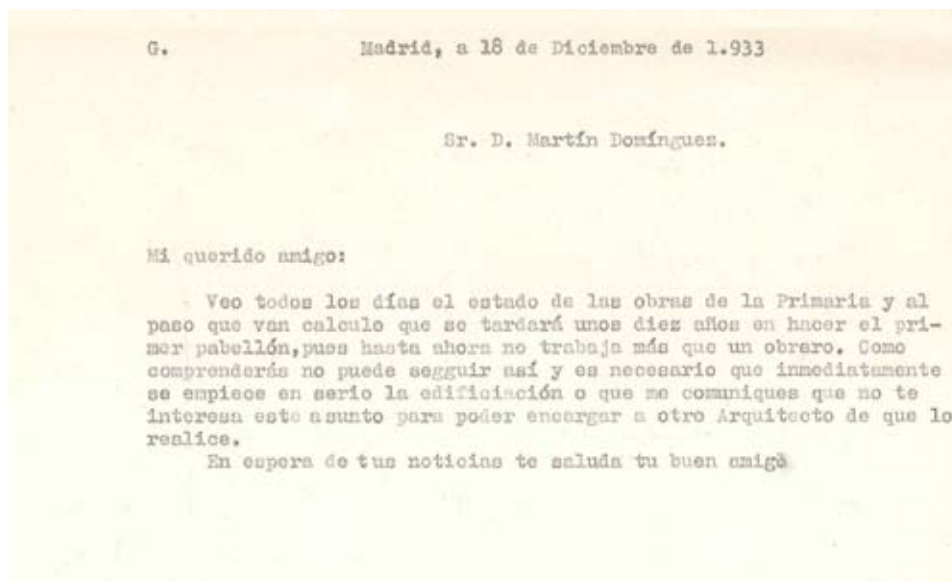 G. Madrid, a 18 de Diciembre de 1.933
Sr. D. Martín Domínguez.
Mi querido amigo:
Veo todos los días el estado de las obras de la Primaria y al
paso que van calculo que se tardará unos diez años en hacer el pri-
mer pabellón,pues hasta ahora no trabaja más que un obrero. Como
comprenderás no puede segguir así y es necesario que inmediatamente
se empiece en serio la edificiación o que me comuniques que no te
interesa este asunto para poder encargar a otro Arquitecto de que lo
realice.
En espera de tus noticias te saluda tu buen amigo